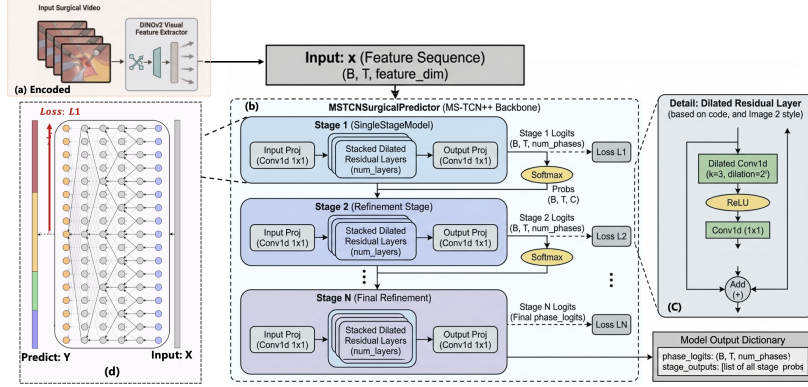 Input Surgical Video
DINOv2 Visual
Feature Extractor
(a) Encoded
Input: x (Feature Sequence)
(B, T, feature_dim)
Loss: L1
Predict: Y
Input: X
(d)
(b)
MSTCNSurgicalPredictor (MS-TCN++ Backbone)
Stage 1 (SingleStageModel)
Input Proj
(Conv1d 1x1)
Stacked Dilated
Residual Layers
(num_layers)
Output Proj
(Conv1d 1x1)
Stage 1 Logits
(B, T, num_phases)
Loss L1
Softmax
Probs
(B, T, C)
Stage 2 (Refinement Stage)
Input Proj
(Conv1d 1x1)
Stacked Dilated
Residual Layers
(num_layers)
Output Proj
(Conv1d 1x1)
Stage 2 Logits
(B, T, num_phases)
Loss L2
Softmax
Stage N (Final Refinement)
Input Proj
(Conv1d 1x1)
Stacked Dilated
Residual Layers
(num_layers)
Output Proj
(Conv1d 1x1)
Stage N Logits
(Final phase_logits)
Loss LN
Detail: Dilated Residual Layer
(based on code, and Image 2 style)
Dilated Conv1d
(k=3, dilation=2
ReLU
Conv1d (1x1)
Add
(+)
(C)
Model Output Dictionary
phase_logits: (B, T, num_phases)
stage_outputs: [list of all stage probs